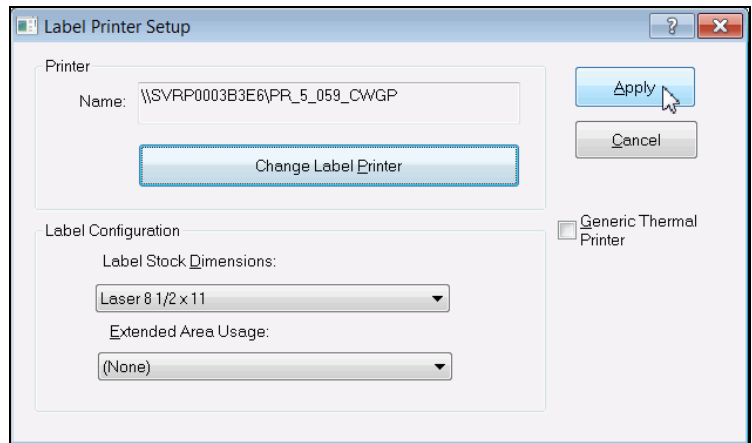 Label Printer Setup
?
X
Printer
Name: \\SVRP0003B3E6\PR_5_059_CWGP
Apply
Change Label Printer
Cancel
Label Configuration
Label Stock Dimensions:
Laser 8 1/2 x 11
Extended Area Usage:
(None)
Generic Thermal
Printer